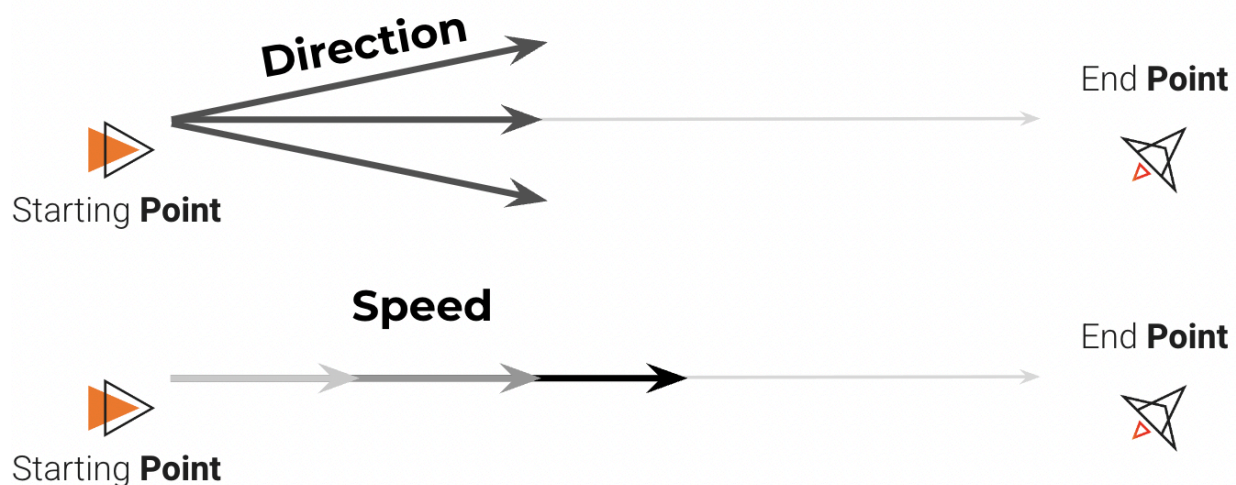 Direction
End Point
Starting Point
Speed
End Point
Starting Point